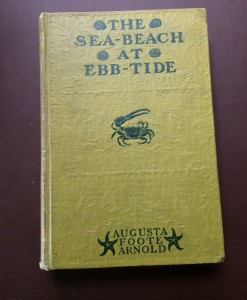 THE
SEA-BEACH
AT
EBB-TIDE
AUGUSTA
FOOTE
ARNOLD